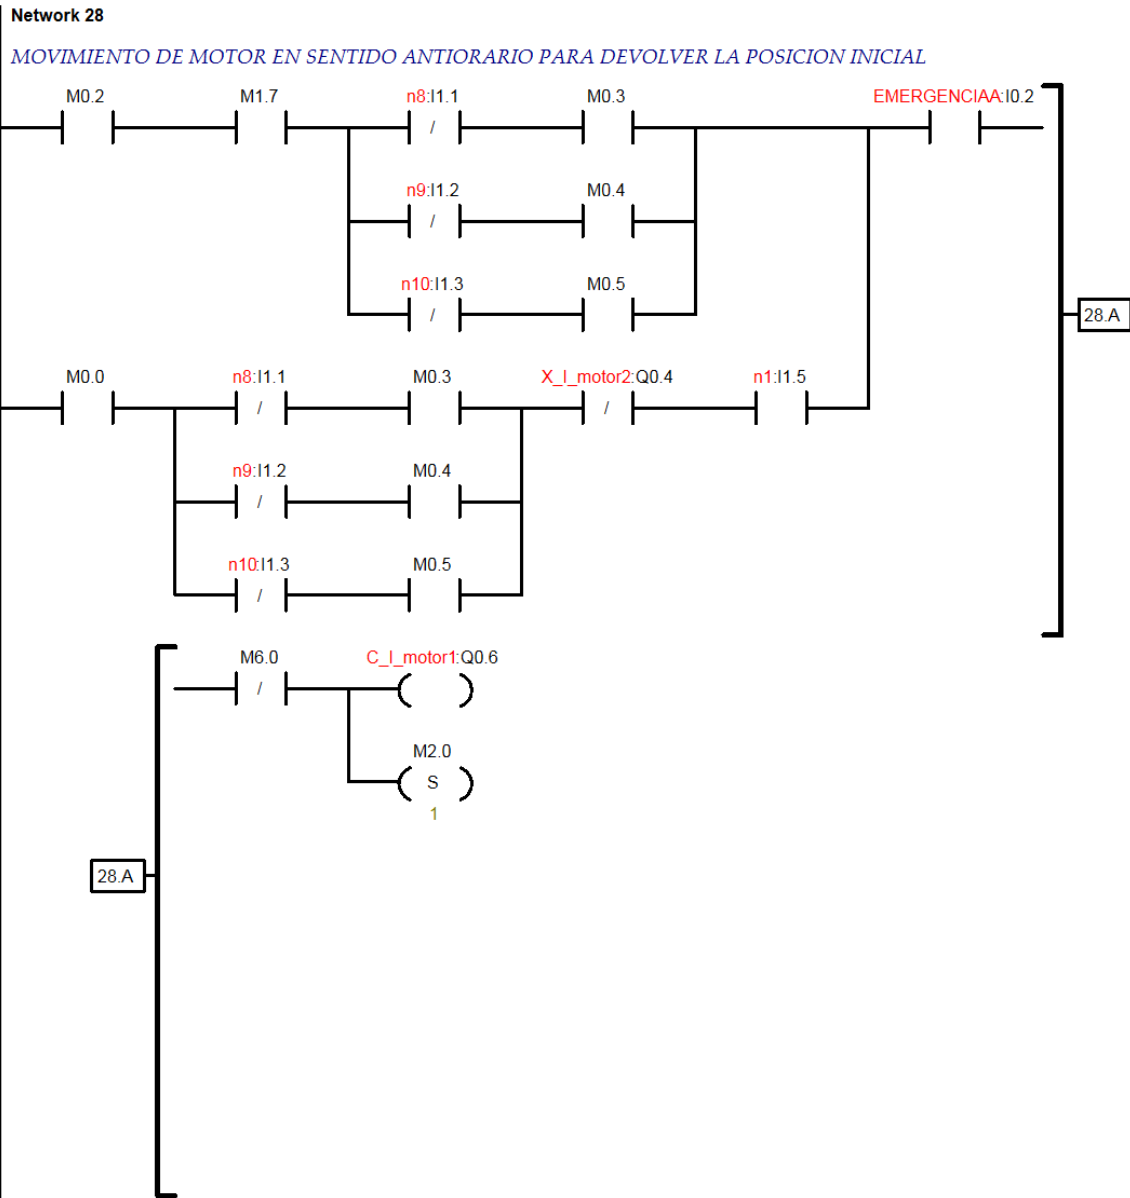 Network 28
MOVIMIENTO DE MOTOR EN SENTIDO ANTIORARIO PARA DEVOLVER LA POSICION INICIAL
M0.2 M1.7 n8:I1.1 M0.3 EMERGENCIAA:I0.2
/
n9:I1.2 M0.4
/
n10:I1.3 M0.5
/
28.A
M0.0 n8:I1.1 M0.3 X_I_motor2:Q0.4 n1:I1.5
/ /
n9:I1.2 M0.4
/
n10:I1.3 M0.5
/
M6.0 C_I_motor1:Q0.6
/
M2.0
S
1
28.A